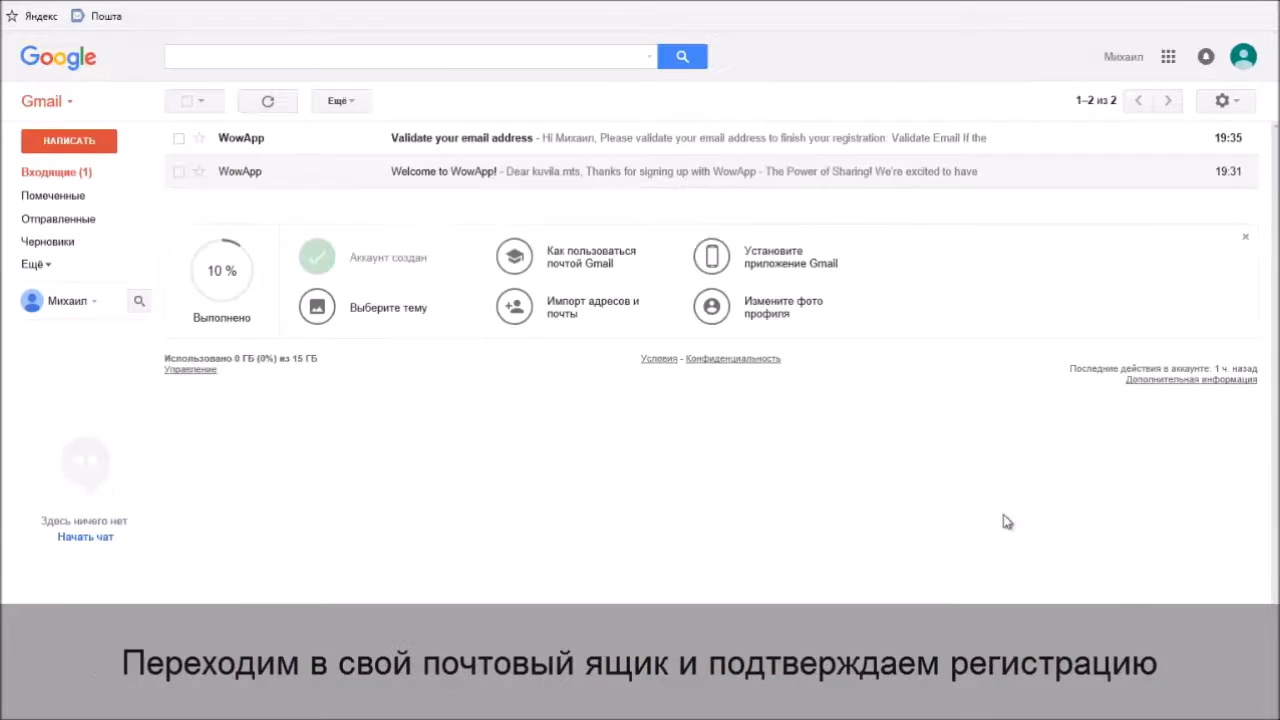 Яндекс Пошта
Google
Михаил
Gmail
Ещё
1–2 из 2
НАПИСАТЬ
Входящие (1)
Помеченные
Отправленные
Черновики
Ещё
Михаил
WowApp Validate your email address - Hi Михаил, Please validate your email address to finish your registration: Validate Email If the 19:35
WowApp Welcome to WowApp! - Dear kuvila.mts, Thanks for signing up with WowApp - The Power of Sharing! We're excited to have 19:31
10 %
Выполнено
Аккаунт создан
Выберите тему
Как пользоваться
почтой Gmail
Импорт адресов и
почты
Установите
приложение Gmail
Измените фото
профиля
Использовано 0 ГБ (0%) из 15 ГБ
Управление
Условия - Конфиденциальность
Последние действия в аккаунте: 1 ч. назад
Дополнительная информация
Здесь ничего нет
Начать чат
Переходим в свой почтовый ящик и подтверждаем регистрацию